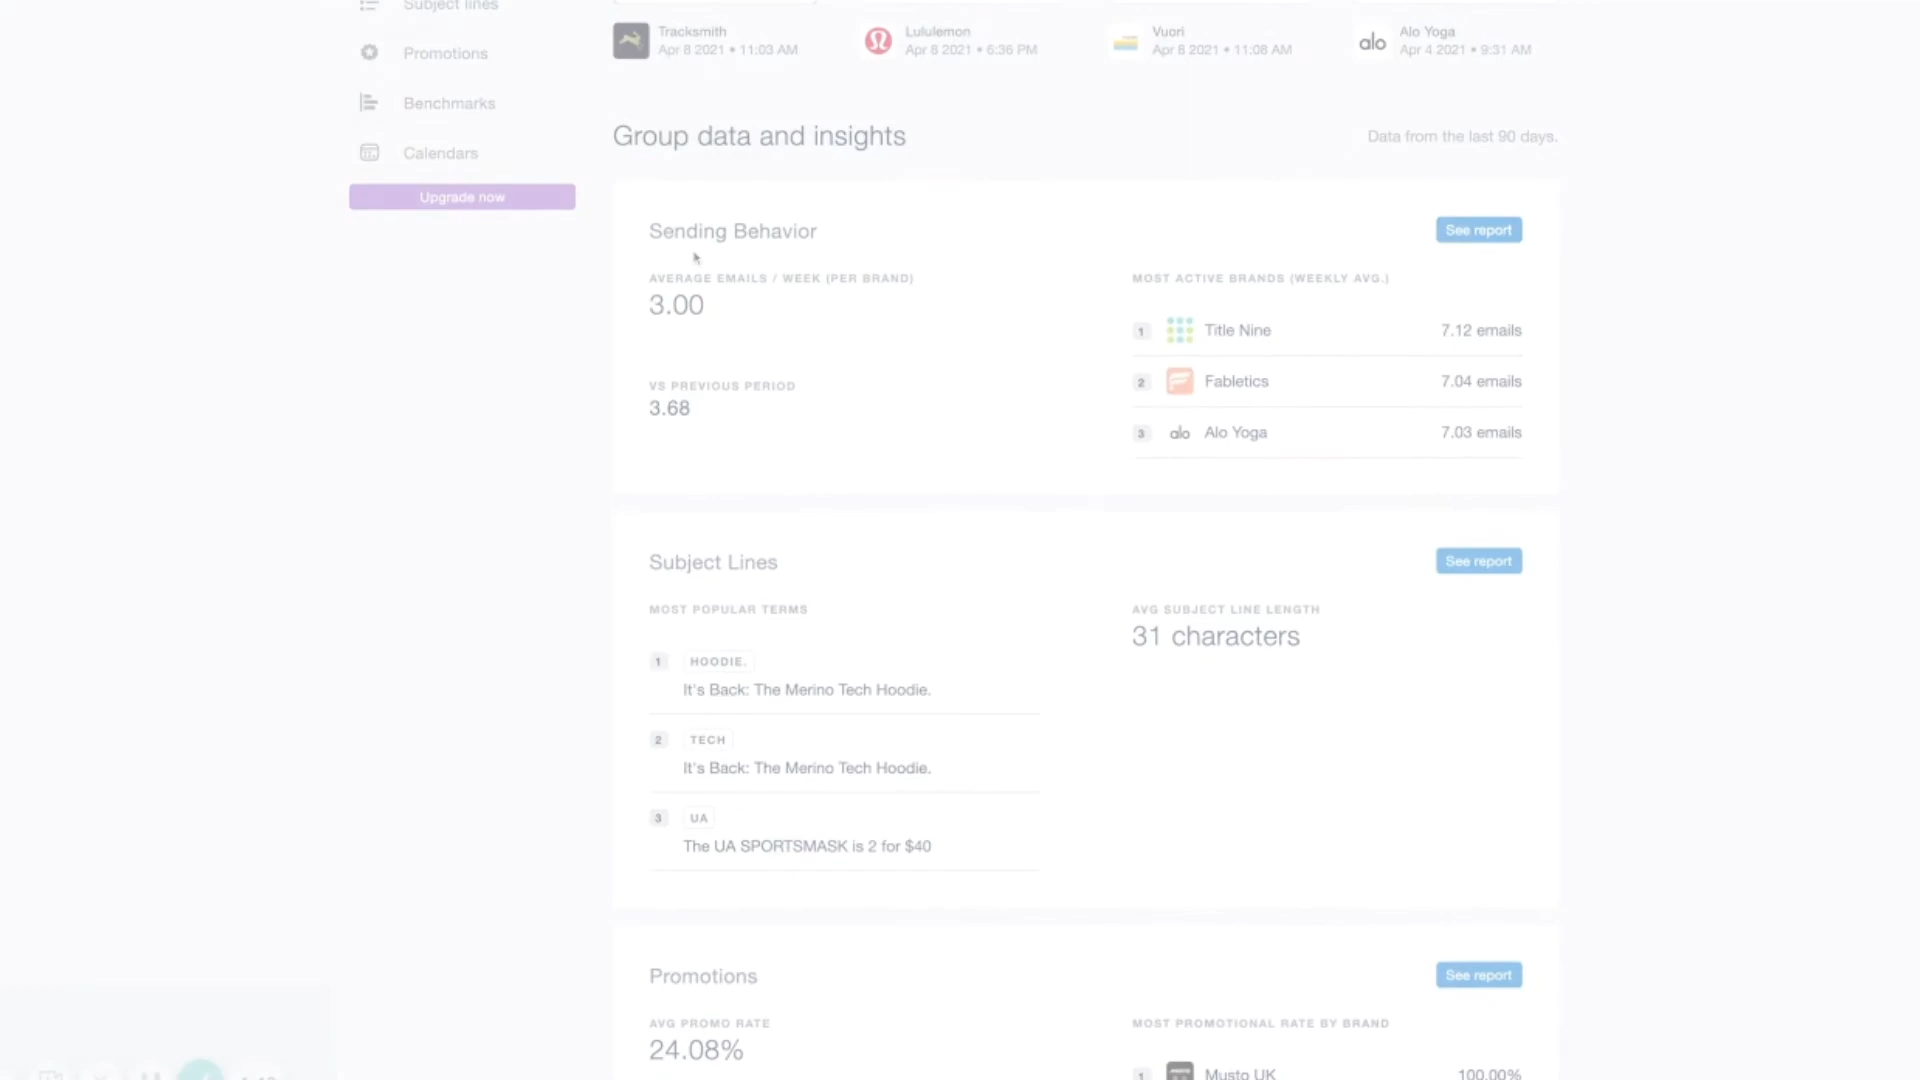 Subject lines
Promotions
Benchmarks
Calendars
Upgrade now
Tracksmith
Apr 8 2021 • 11:03 AM
Lululemon
Apr 8 2021 • 6:36 PM
Vuori
Apr 8 2021 • 11:08 AM
alo
Alo Yoga
Apr 4 2021 • 9:31 AM
Group data and insights
Data from the last 90 days.
Sending Behavior
See report
AVERAGE EMAILS / WEEK (PER BRAND)
3.00
VS PREVIOUS PERIOD
3.68
MOST ACTIVE BRANDS (WEEKLY AVG.)
1 Title Nine 7.12 emails
2 Fabletics 7.04 emails
3 alo Alo Yoga 7.03 emails
Subject Lines
See report
MOST POPULAR TERMS
1 HOODIE.
It's Back: The Merino Tech Hoodie.
2 TECH
It's Back: The Merino Tech Hoodie.
3 UA
The UA SPORTSMASK is 2 for $40
AVG SUBJECT LINE LENGTH
31 characters
Promotions
See report
AVG PROMO RATE
24.08%
MOST PROMOTIONAL RATE BY BRAND
1 Musto UK 100.00%